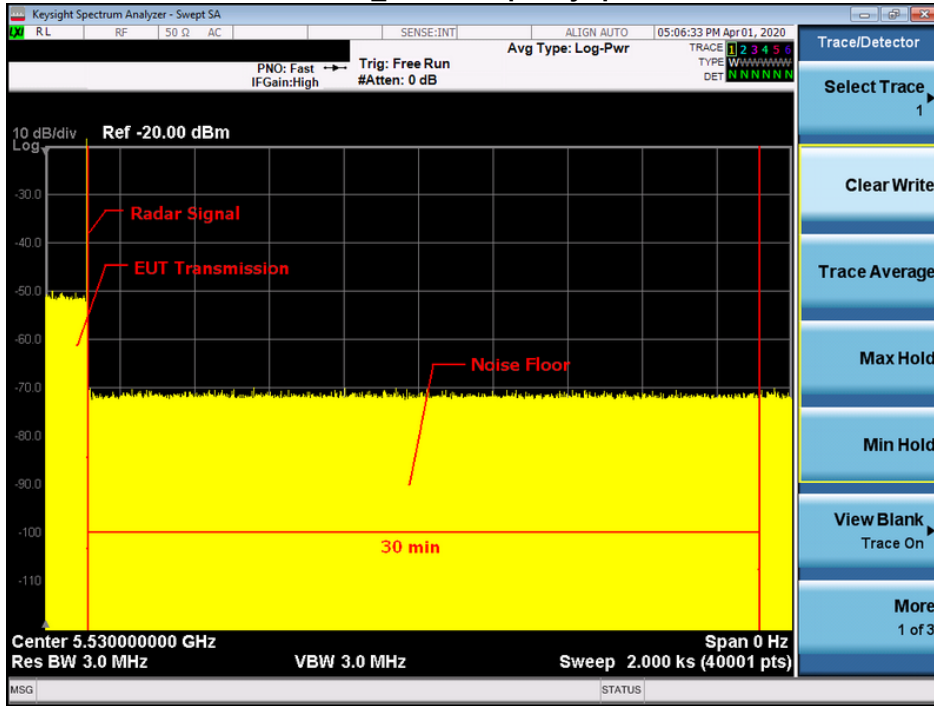 Keysight Spectrum Analyzer - Swept SA
LXI RL RF 50 Ω AC SENSE:INT ALIGN AUTO 05:06:33 PM Apr 01, 2020
Trace/Detector
Avg Type: Log-Pwr TRACE 1 2 3 4 5 6
PNO: Fast Trig: Free Run TYPE WWWWWW
IFGain:High #Atten: 0 dB DET N N N N N N
Select Trace
1
10 dB/div Ref -20.00 dBm
Log
Clear Write
-30.0
Radar Signal
-40.0
EUT Transmission
Trace Average
-50.0
-60.0
Max Hold
Noise Floor
-70.0
-80.0
Min Hold
-90.0
View Blank
Trace On
-100
30 min
-110
More
1 of 3
Center 5.530000000 GHz Span 0 Hz
Res BW 3.0 MHz VBW 3.0 MHz Sweep 2.000 ks (40001 pts)
MSG STATUS